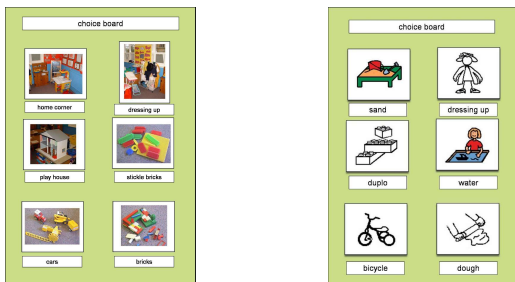 choice board
home corner
dressing up
play house
stickle bricks
cars
bricks
choice board
sand
dressing up
duplo
water
bicycle
dough